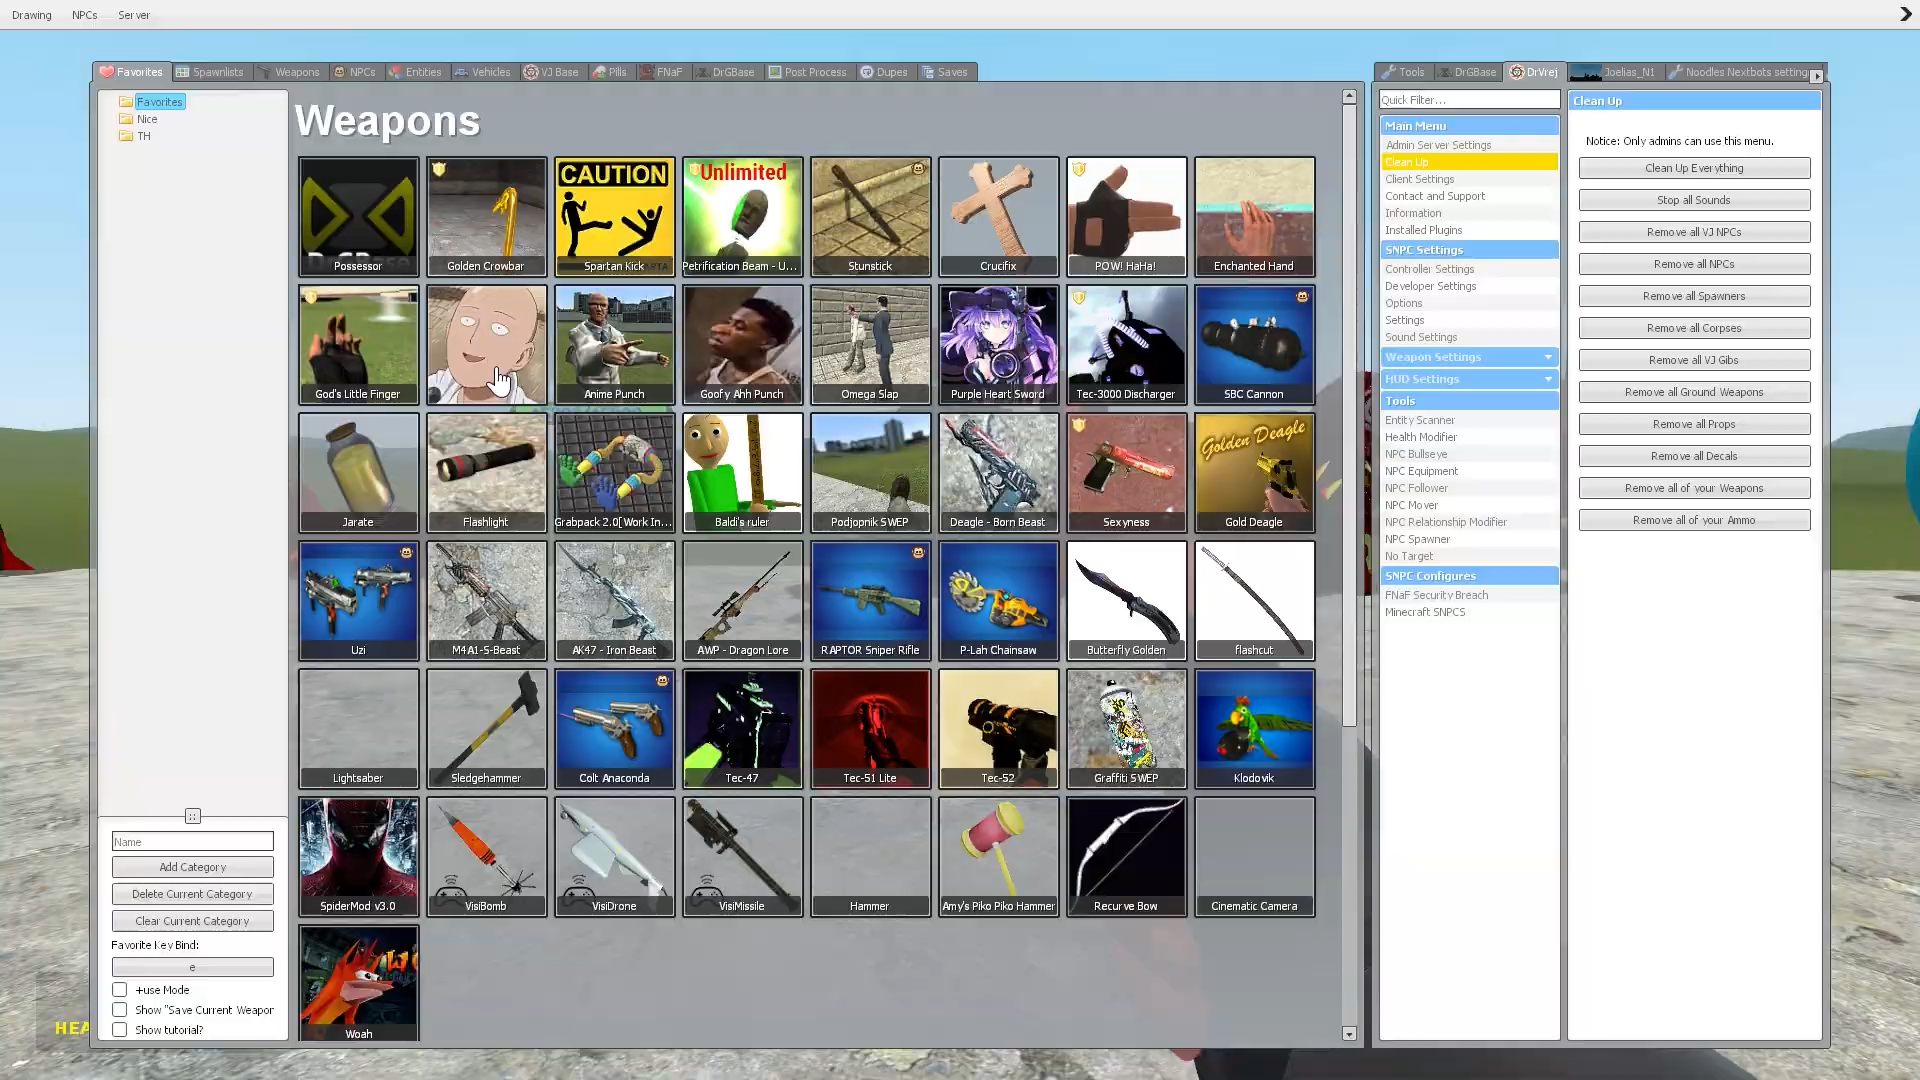 Drawing NPCs Server
Favorites Spawnlists Weapons NPCs Entities Vehicles VJ Base Pills FNaF DrGBase Post Process Dupes Saves
Favorites
Nice
TH
Name
Add Category
Delete Current Category
Clear Current Category
Favorite Key Bind:
e
+use Mode
Show "Save Current Weapor
Show tutorial?
HEA
Weapons
Possessor
Golden Crowbar
CAUTION
Spartan Kick
Unlimited
Petrification Beam - U...
Stunstick
Crucifix
POW! HaHa!
Enchanted Hand
God's Little Finger
Anime Punch
Goofy Ahh Punch
Omega Slap
Purple Heart Sword
Tec-3000 Discharger
SBC Cannon
Jarate
Flashlight
Grabpack 2.0[Work In...
Baldi's ruler
Podjopnik SWEP
Deagle - Born Beast
Sexyness
Golden Deagle
Gold Deagle
Uzi
M4A1-S-Beast
AK47 - Iron Beast
AWP - Dragon Lore
RAPTOR Sniper Rifle
P-Lah Chainsaw
Butterfly Golden
flashcut
Lightsaber
Sledgehammer
Colt Anaconda
Tec-47
Tec-51 Lite
Tec-52
Graffiti SWEP
Klodovik
SpiderMod v3.0
VisiBomb
VisiDrone
VisiMissile
Hammer
Amy's Piko Piko Hammer
Recurve Bow
Cinematic Camera
Woah
Tools DrGBase DrVrej Joelias_N1 Noodles Nextbots setting
Quick Filter...
Main Menu
Admin Server Settings
Clean Up
Client Settings
Contact and Support
Information
Installed Plugins
SNPC Settings
Controller Settings
Developer Settings
Options
Settings
Sound Settings
Weapon Settings
HUD Settings
Tools
Entity Scanner
Health Modifier
NPC Bullseye
NPC Equipment
NPC Follower
NPC Mover
NPC Relationship Modifier
NPC Spawner
No Target
SNPC Configures
FNaF Security Breach
Minecraft SNPCS
Clean Up
Notice: Only admins can use this menu.
Clean Up Everything
Stop all Sounds
Remove all VJ NPCs
Remove all NPCs
Remove all Spawners
Remove all Corpses
Remove all VJ Gibs
Remove all Ground Weapons
Remove all Props
Remove all Decals
Remove all of your Weapons
Remove all of your Ammo